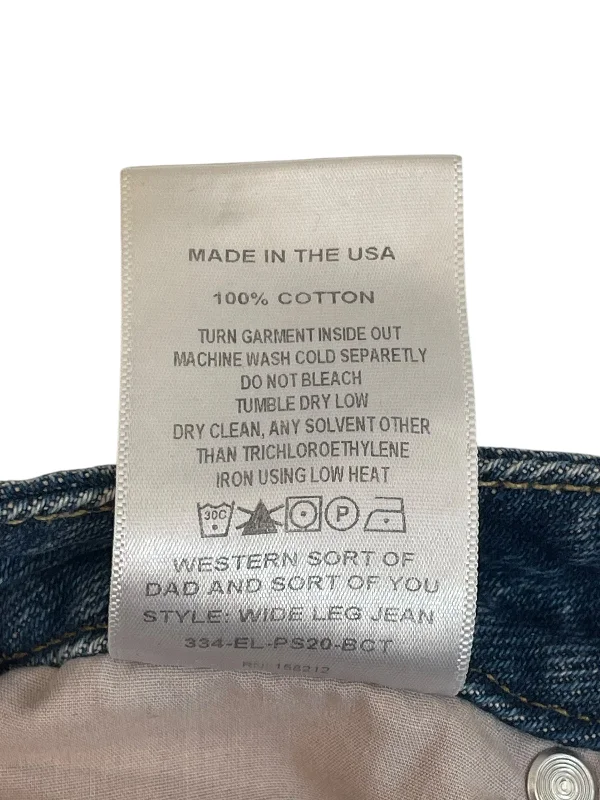 MADE IN THE USA
100% COTTON
TURN GARMENT INSIDE OUT
MACHINE WASH COLD SEPARETLY
DO NOT BLEACH
TUMBLE DRY LOW
DRY CLEAN, ANY SOLVENT OTHER
THAN TRICHLOROETHYLENE
IRON USING LOW HEAT
30C P
WESTERN SORT OF
DAD AND SORT OF YOU
STYLE: WIDE LEG JEAN
334-EL-PS20-BCT